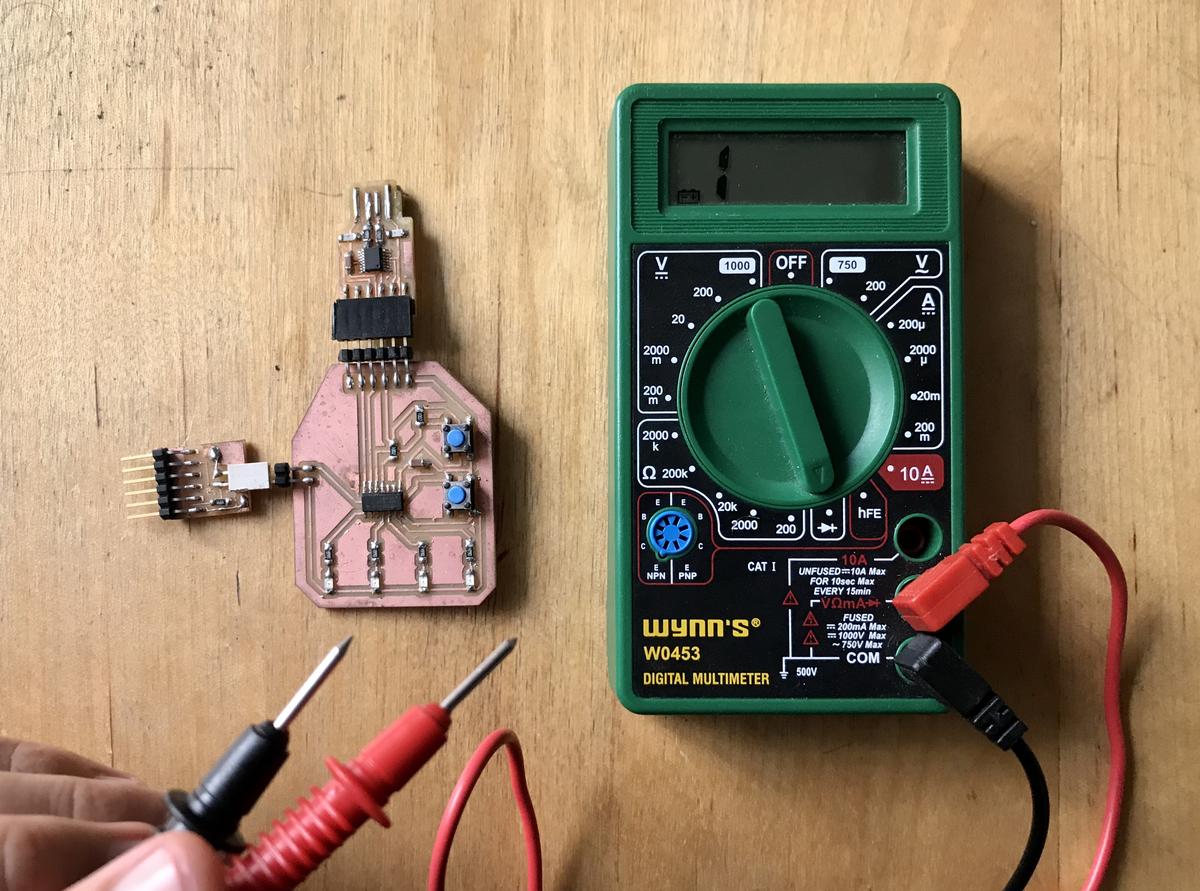 1
V 1000 OFF 750 V
200 200
A
20 200µ
2000 m 2000 µ
200 m 20m
200 m
2000 k
Ω 200k 10A
20k
2000
200 hFE
E E
B B
C C
E E
NPN PNP
CAT I 10A
UNFUSED 10A Max
FOR 10sec Max
EVERY 15min
VΩmA
FUSED
200mA Max
1000V Max
~750V Max
COM
500V
WYNN'S®
W0453
DIGITAL MULTIMETER